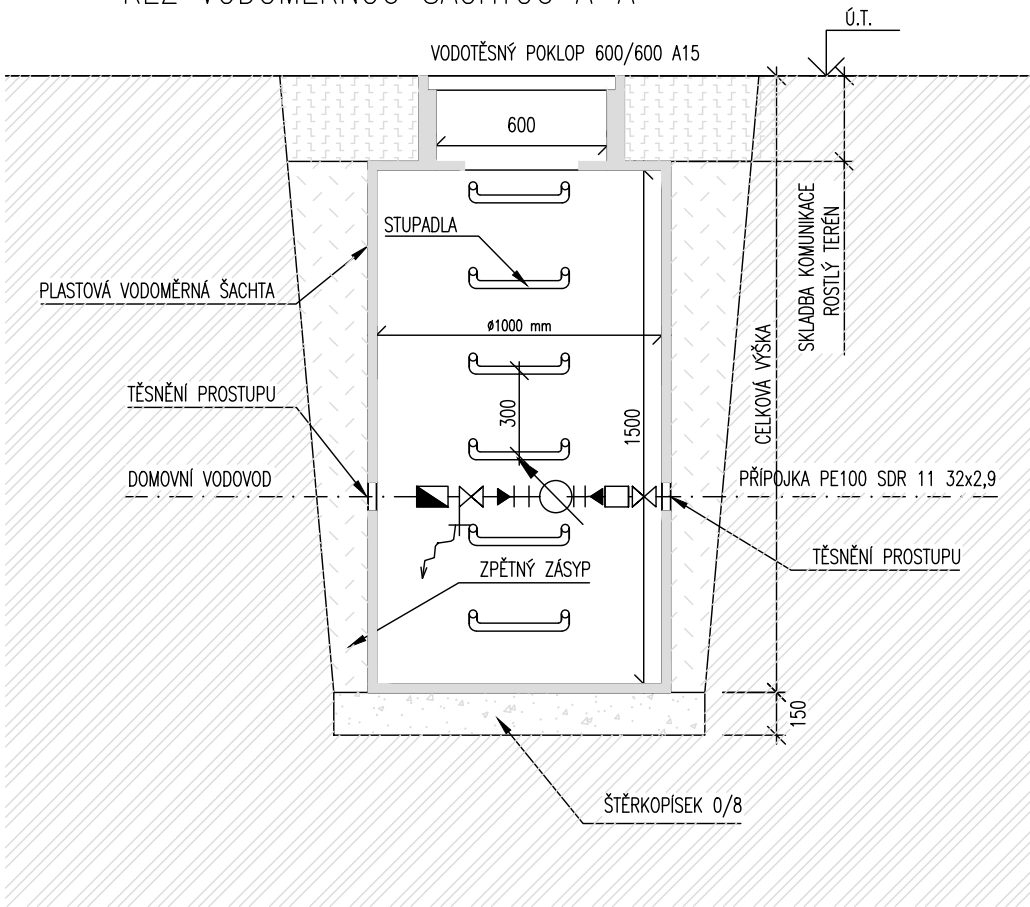 ŘEZ VODOMĚRNOU ŠACHTOU A-A
Ú.T.
VODOTĚSNÝ POKLOP 600/600 A15
600
STUPADLA
PLASTOVÁ VODOMĚRNÁ ŠACHTA
ø1000 mm
SKLADBA KOMUNIKACE
ROSTLÝ TERÉN
CELKOVÁ VÝŠKA
TĚSNĚNÍ PROSTUPU
300
1500
DOMOVNÍ VODOVOD
PŘÍPOJKA PE100 SDR 11 32x2,9
TĚSNĚNÍ PROSTUPU
ZPĚTNÝ ZÁSYP
150
ŠTĚRKOPÍSEK 0/8